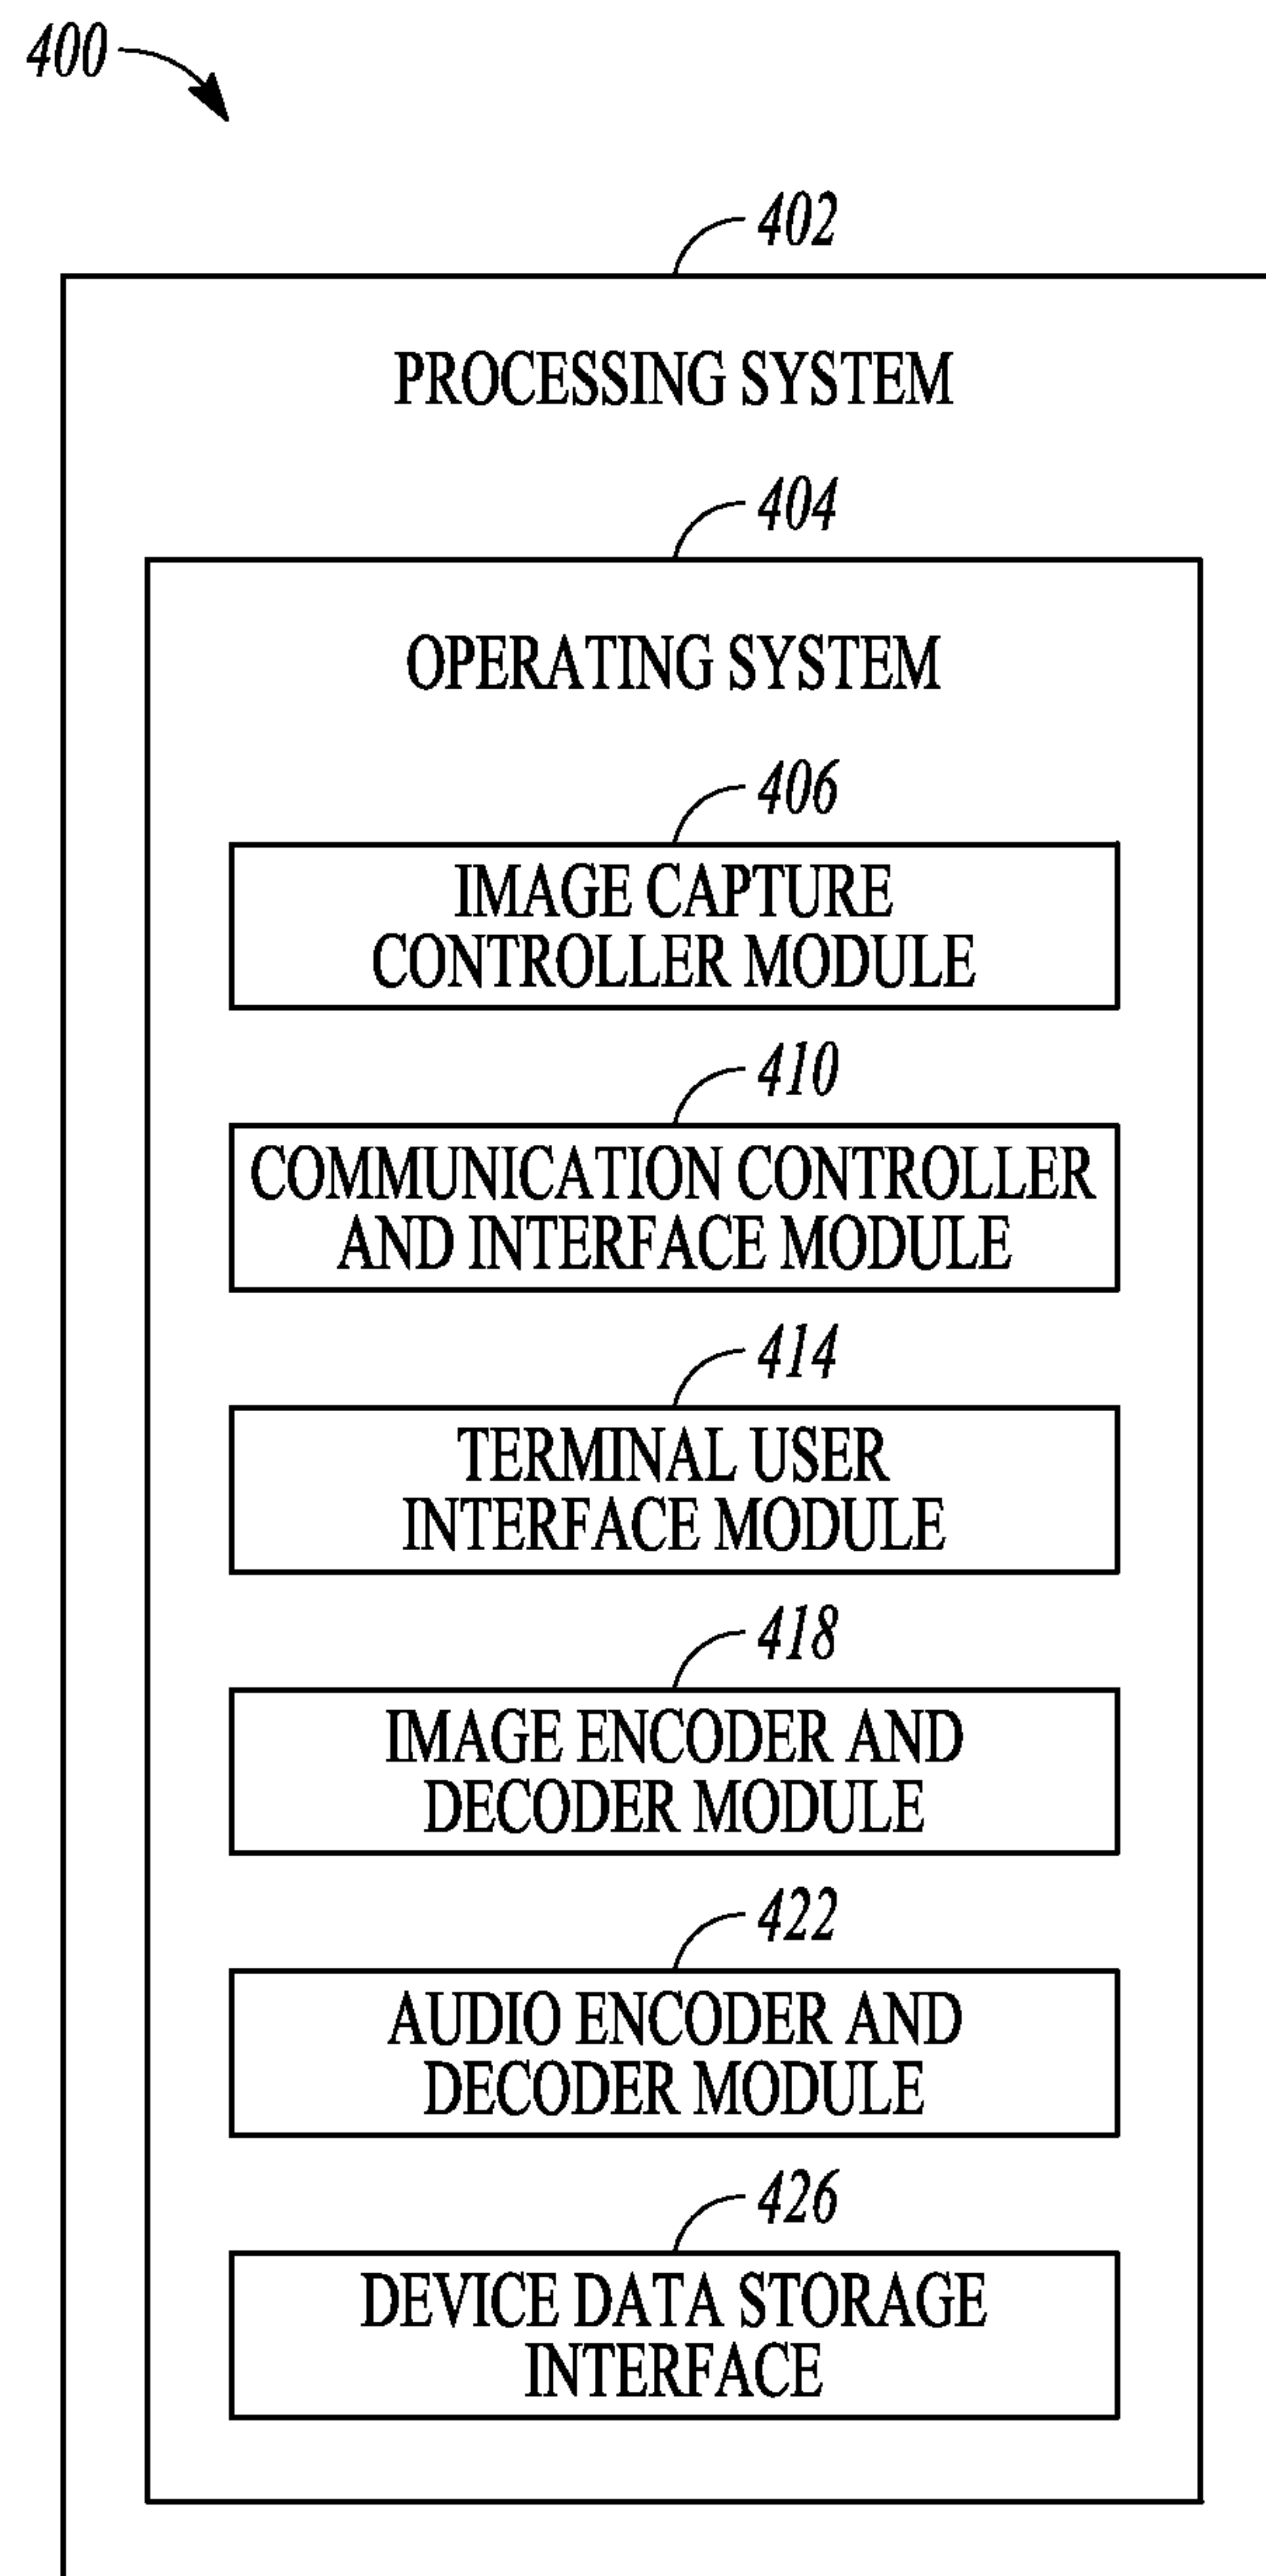 400
402
PROCESSING SYSTEM
404
OPERATING SYSTEM
406
IMAGE CAPTURE
CONTROLLER MODULE
410
COMMUNICATION CONTROLLER
AND INTERFACE MODULE
414
TERMINAL USER
INTERFACE MODULE
418
IMAGE ENCODER AND
DECODER MODULE
422
AUDIO ENCODER AND
DECODER MODULE
426
DEVICE DATA STORAGE
INTERFACE